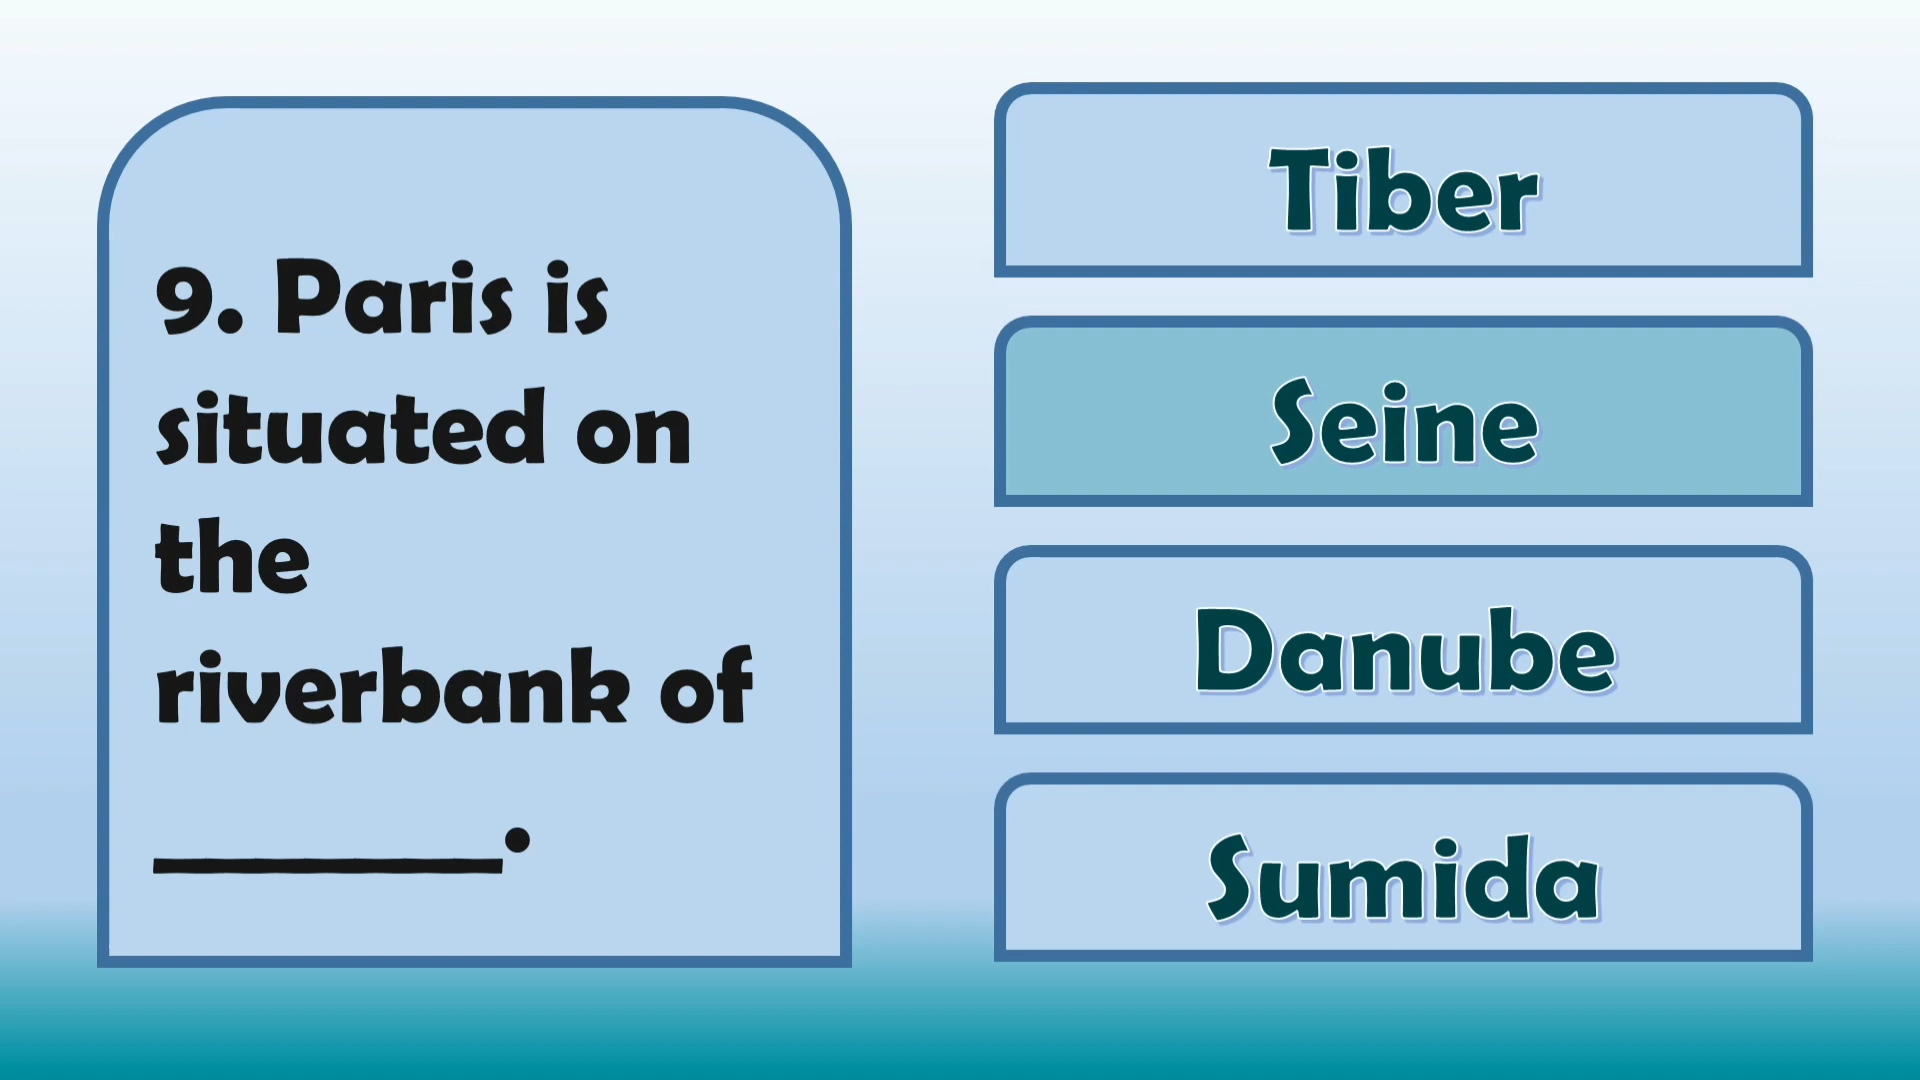 9. Paris is
situated on
the
riverbank of
_______.
Tiber
Seine
Danube
Sumida